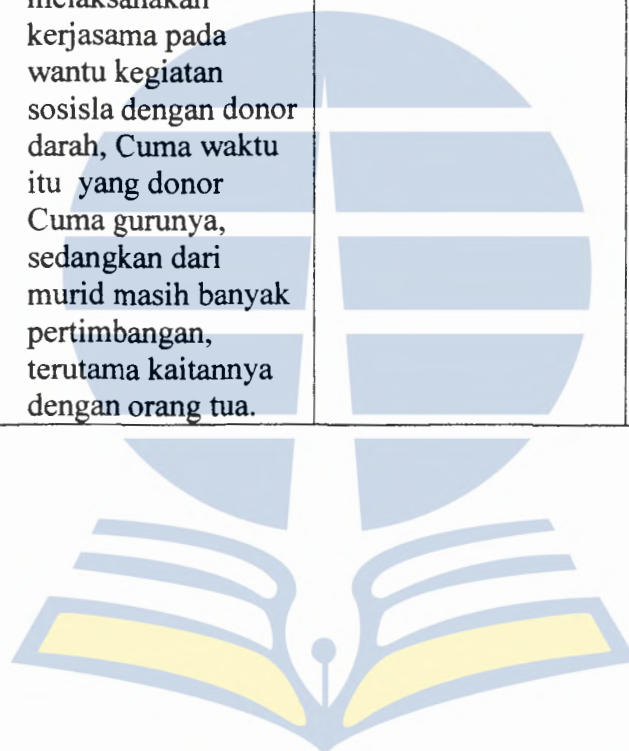 melaksanakan
kerjasama pada
wantu kegiatan
sosisla dengan donor
darah, Cuma waktu
itu yang donor
Cuma gurunya,
sedangkan dari
murid masih banyak
pertimbangan,
terutama kaitannya
dengan orang tua.